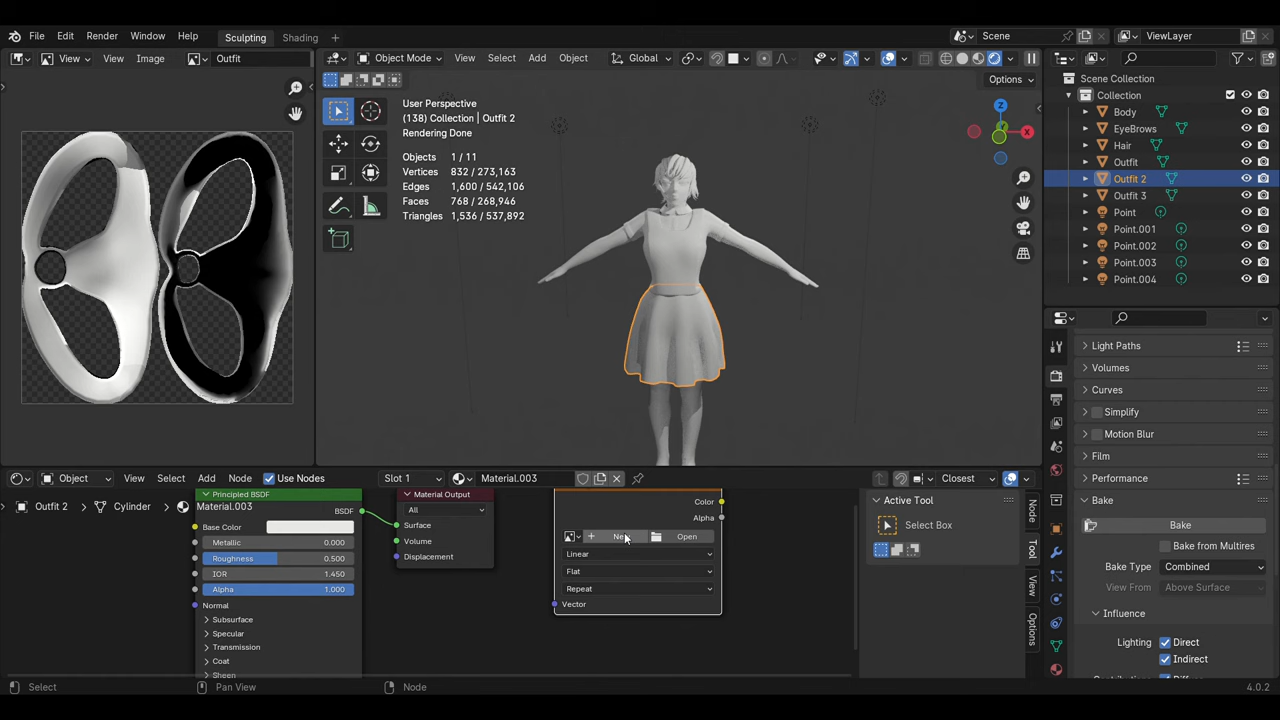 File Edit Render Window Help Sculpting Shading Scene ViewLayer
View View Image Outfit
Object Mode View Select Add Object Global
Options
User Perspective
(138) Collection | Outfit 2
Rendering Done
Objects 1 / 11
Vertices 832 / 273,163
Edges 1,600 / 542,106
Faces 768 / 268,946
Triangles 1,536 / 537,892
Z
X
Scene Collection
Collection
Body
EyeBrows
Hair
Outfit
Outfit 2
Outfit 3
Point
Point.001
Point.002
Point.003
Point.004
Light Paths
Volumes
Curves
Simplify
Motion Blur
Film
Performance
Bake
Bake
Bake from Multires
Bake Type Combined
View From Above Surface
Influence
Lighting Direct
Indirect
Object View Select Add Node Use Nodes Slot 1 Material.003 Closest
Outfit 2 Cylinder Material.003
Principled BSDF
BSDF
Base Color
Metallic 0.000
Roughness 0.500
IOR 1.450
Alpha 1.000
Normal
Subsurface
Specular
Transmission
Coat
Sheen
Material Output
All
Surface
Volume
Displacement
Color
Alpha
Open
Linear
Flat
Repeat
Vector
Active Tool
Select Box
Node
Tool
View
Options
Select Pan View Node 4.0.2